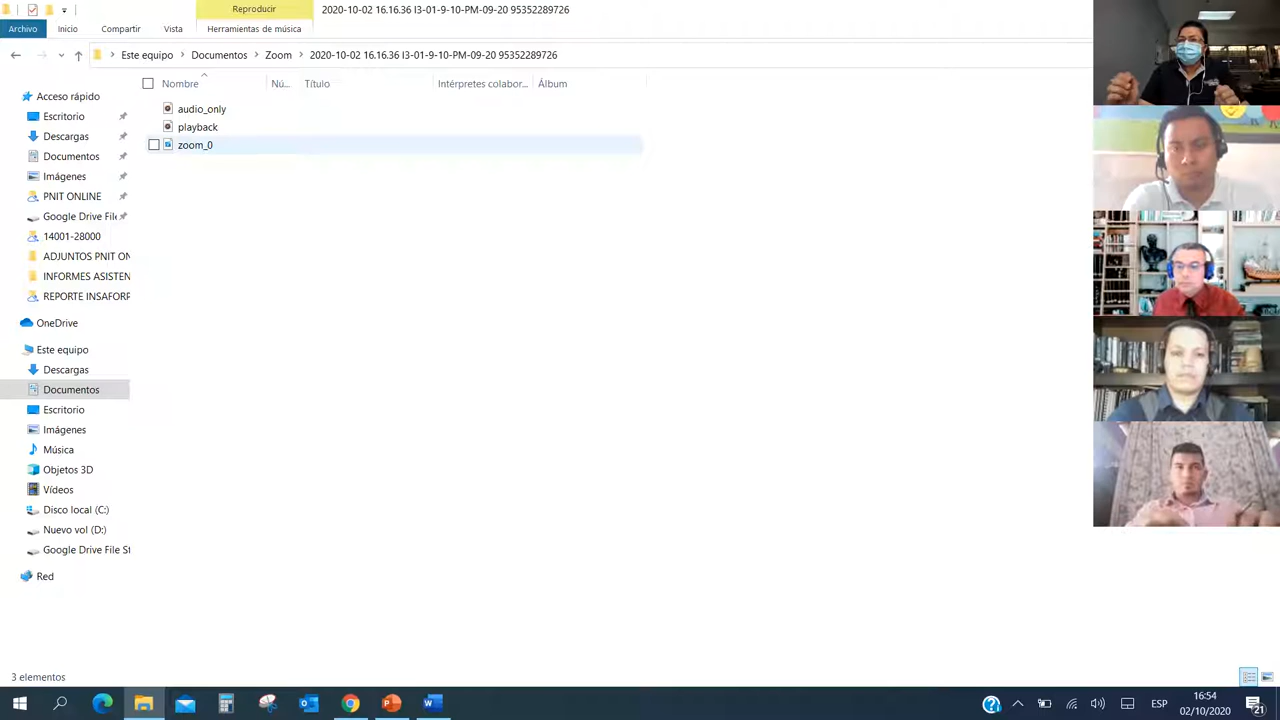 Reproducir
2020-10-02 16.16.36 I3-01-9-10-PM-09-20 95352289726
Archivo
Inicio
Compartir
Vista
Herramientas de música
Este equipo
Documentos
Zoom
2020-10-02 16.16.36 I3-01-9-10-PM-09-20 95352289726
Nombre
Nú...
Título
Intérpretes colabor...
Álbum
audio_only
playback
zoom_0
Acceso rápido
Escritorio
Descargas
Documentos
Imágenes
PNIT ONLINE
Google Drive File
14001-28000
ADJUNTOS PNIT ON
INFORMES ASISTEN
REPORTE INSAFORP
OneDrive
Este equipo
Descargas
Documentos
Escritorio
Imágenes
Música
Objetos 3D
Vídeos
Disco local (C:)
Nuevo vol (D:)
Google Drive File St
Red
3 elementos
ESP
16:54
02/10/2020
21